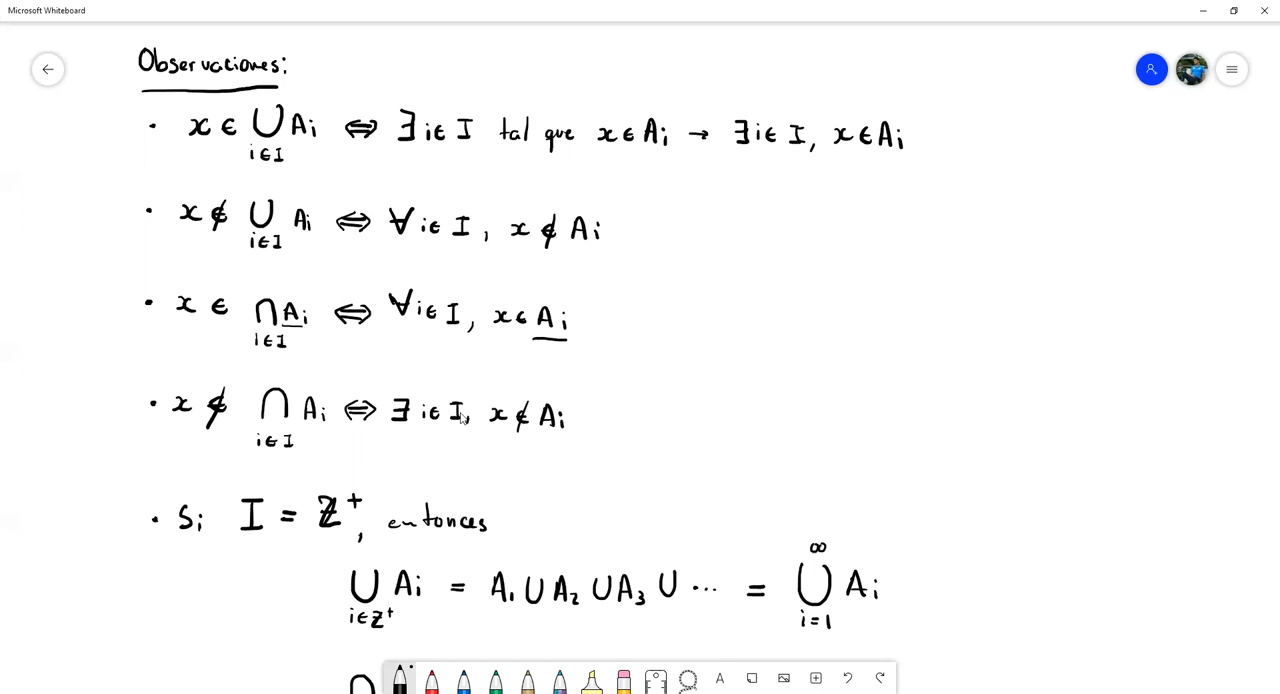 Microsoft Whiteboard
Observaciones:
• x ∈ ⋃_{i∈I} Ai ⇔ ∃ i∈I tal que x∈Ai → ∃ i∈I, x∈Ai
• x ∉ ⋃_{i∈I} Ai ⇔ ∀ i∈I, x∉Ai
• x ∈ ⋂_{i∈I} Ai ⇔ ∀ i∈I, x∈Ai
• x ∉ ⋂_{i∈I} Ai ⇔ ∃ i∈I, x∉Ai
• Si I = ℤ⁺, entonces
⋃_{i∈ℤ⁺} Ai = A₁ ∪ A₂ ∪ A₃ ∪ ⋯ = ⋃_{i=1}^{∞} Ai